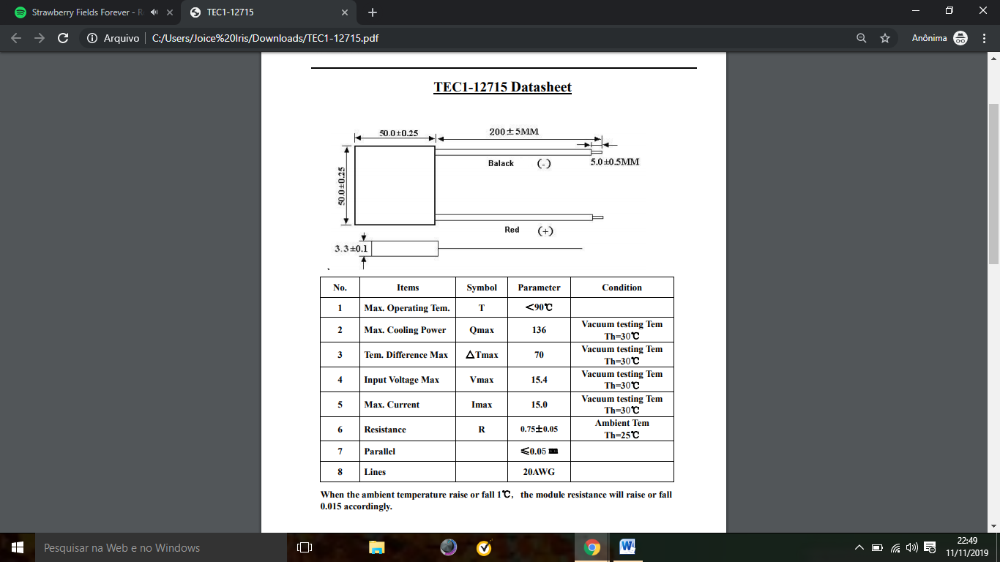 Strawberry Fields Forever - R
TEC1-12715
Arquivo
C:/Users/Joice%20Iris/Downloads/TEC1-12715.pdf
Anônima
TEC1-12715 Datasheet
50.0±0.25
200±5MM
Balack (-)
5.0±0.5MM
50.0±0.25
Red (+)
3.3±0.1
No. Items Symbol Parameter Condition
1 Max. Operating Tem. T <90℃
2 Max. Cooling Power Qmax 136 Vacuum testing Tem
Th=30℃
3 Tem. Difference Max △Tmax 70 Vacuum testing Tem
Th=30℃
4 Input Voltage Max Vmax 15.4 Vacuum testing Tem
Th=30℃
5 Max. Current Imax 15.0 Vacuum testing Tem
Th=30℃
6 Resistance R 0.75±0.05 Ambient Tem
Th=25℃
7 Parallel ≤0.05 ㎜
8 Lines 20AWG
When the ambient temperature raise or fall 1℃, the module resistance will raise or fall
0.015 accordingly.
Pesquisar na Web e no Windows
22:49
11/11/2019